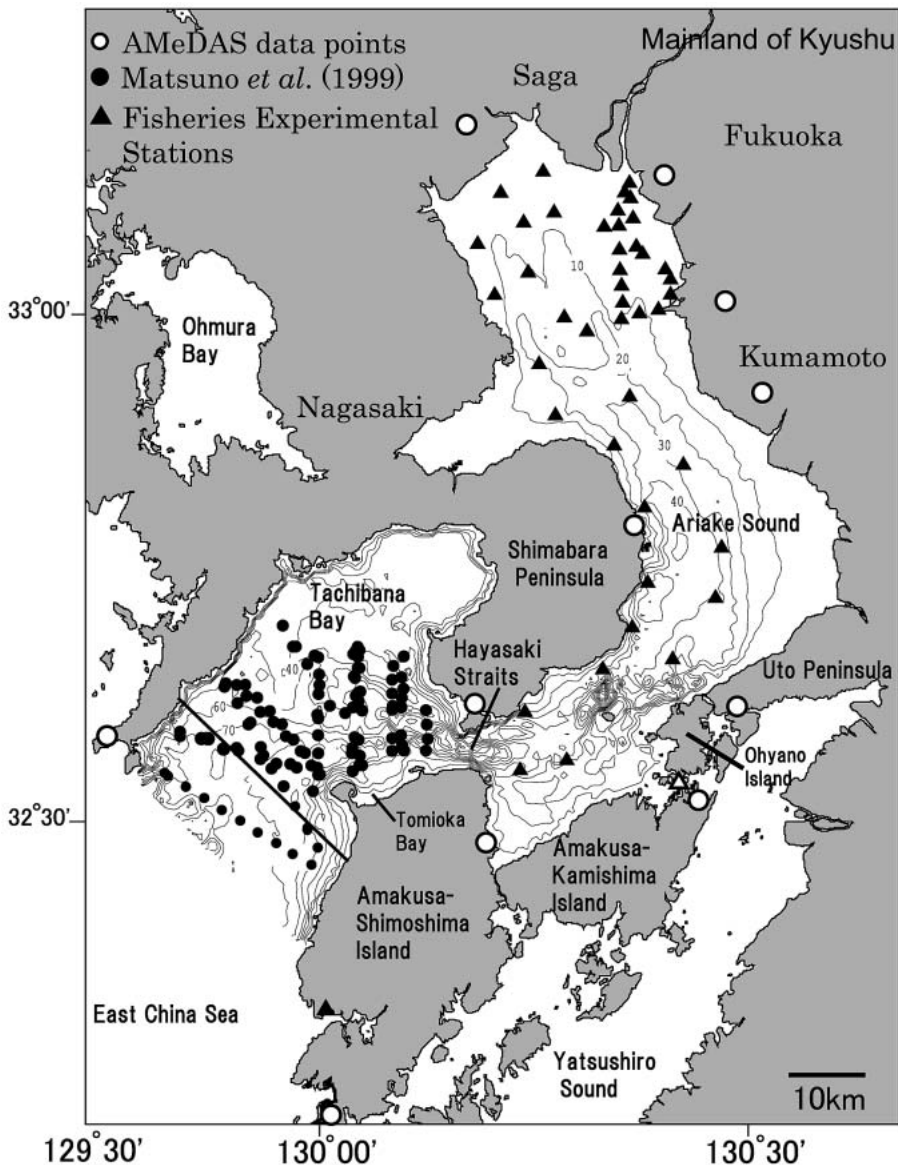 AMeDAS data points
Matsuno et al. (1999)
Fisheries Experimental
Stations
Mainland of Kyushu
Saga
Fukuoka
10
33°00'
Ohmura
Bay
20
Kumamoto
Nagasaki
30
40
Ariake Sound
Shimabara
Peninsula
Tachibana
Bay
Hayasaki
Straits
40
60
70
Uto Peninsula
Ohyano
Island
32°30'
Tomioka
Bay
Amakusa-
Kamishima
Island
Amakusa-
Shimoshima
Island
East China Sea
Yatsushiro
Sound
10km
129°30'
130°00'
130°30'